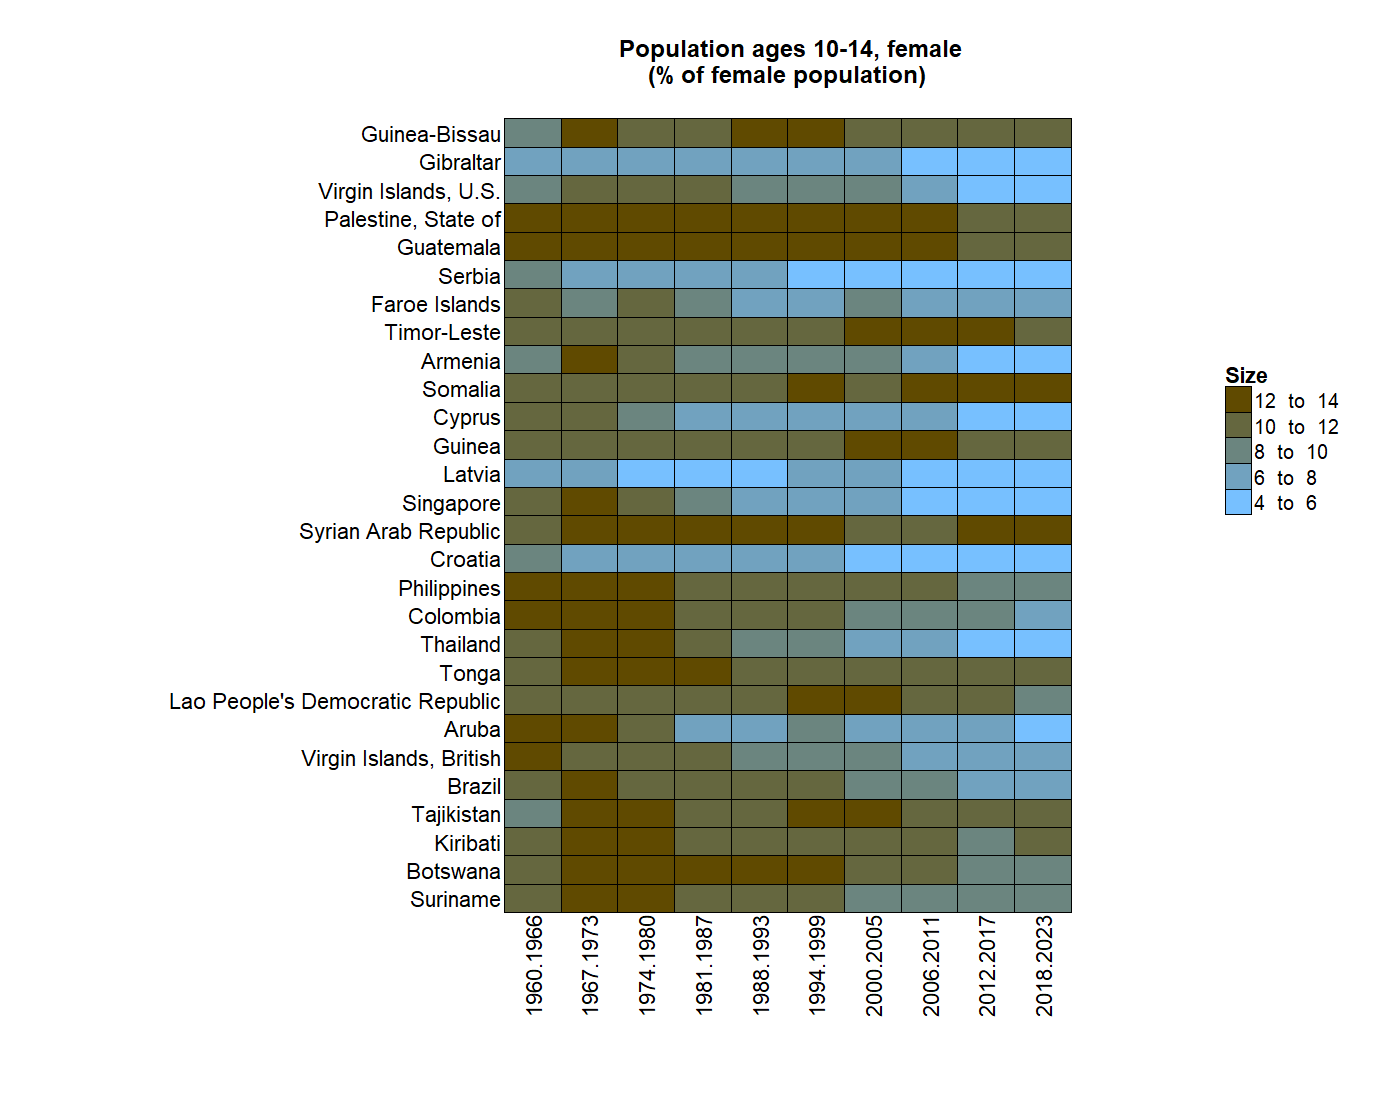 Population ages 10-14, female
(% of female population)
Guinea-Bissau
Gibraltar
Virgin Islands, U.S.
Palestine, State of
Guatemala
Serbia
Faroe Islands
Timor-Leste
Armenia
Somalia
Cyprus
Guinea
Latvia
Singapore
Syrian Arab Republic
Croatia
Philippines
Colombia
Thailand
Tonga
Lao People's Democratic Republic
Aruba
Virgin Islands, British
Brazil
Tajikistan
Kiribati
Botswana
Suriname
1960.1966
1967.1973
1974.1980
1981.1987
1988.1993
1994.1999
2000.2005
2006.2011
2012.2017
2018.2023
Size
12 to 14
10 to 12
8 to 10
6 to 8
4 to 6